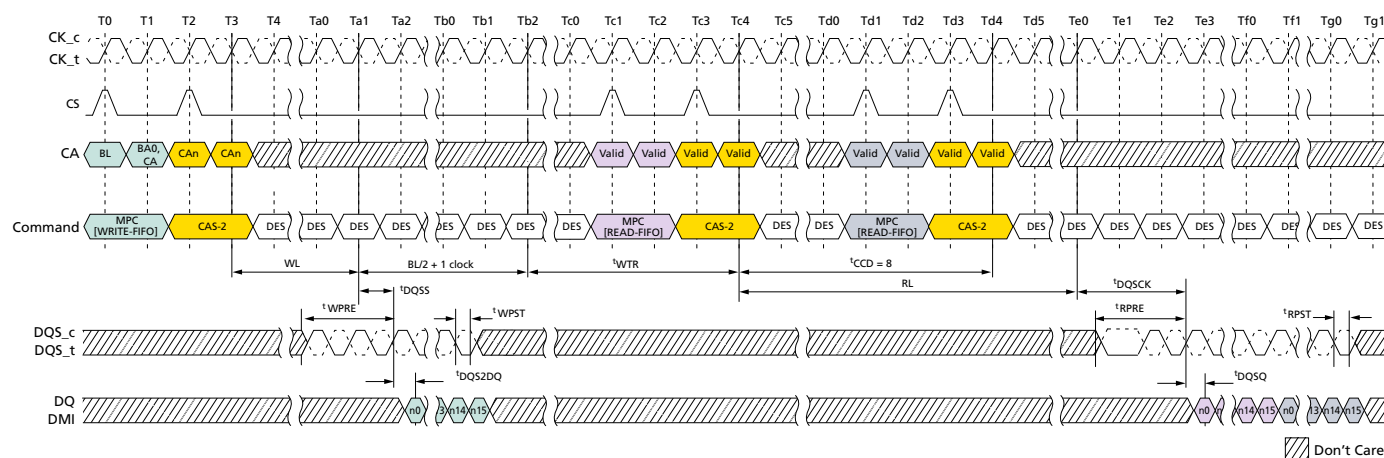 T0 T1 T2 T3 T4 Ta0 Ta1 Ta2 Tb0 Tb1 Tb2 Tc0 Tc1 Tc2 Tc3 Tc4 Tc5 Td0 Td1 Td2 Td3 Td4 Td5 Te0 Te1 Te2 Te3 Tf0 Tf1 Tg0 Tg1
CK_c
CK_t
CS
CA BL BA0, CA CAn CAn Valid Valid Valid Valid Valid Valid Valid Valid
Command MPC [WRITE-FIFO] CAS-2 DES DES DES DES DES DES DES DES MPC [READ-FIFO] CAS-2 DES DES MPC [READ-FIFO] CAS-2 DES DES DES DES DES DES DES DES DES
WL BL/2 + 1 clock tWTR tCCD = 8
RL tDQSCK
tDQSS
tWPRE tWPST tRPRE tRPST
DQS_c
DQS_t
tDQS2DQ tDQSQ
DQ
DMI
n0 n14 n15 n0 n14 n15 n0 13 n14 n15
Don't Care